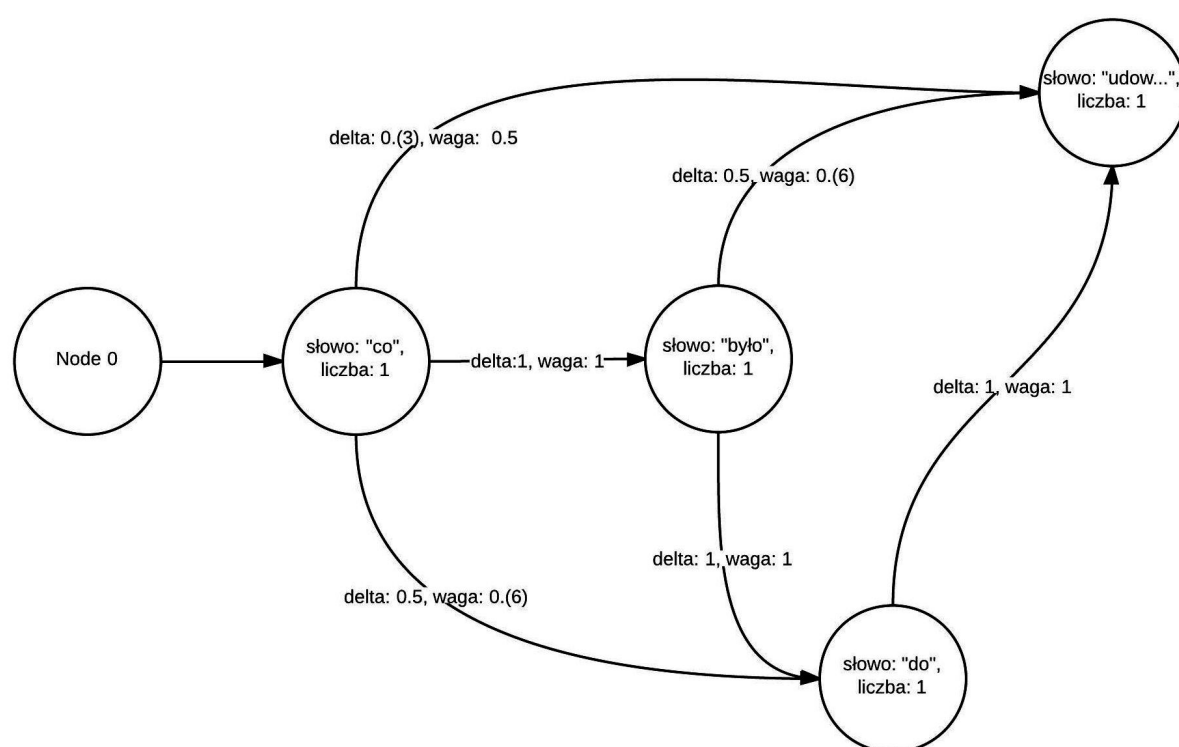 słowo: "udow...",
liczba: 1
delta: 0.(3), waga:  0.5
delta: 0.5, waga: 0.(6)
Node 0
słowo: "co",
liczba: 1
delta:1, waga: 1
słowo: "było",
liczba: 1
delta: 1, waga: 1
delta: 1, waga: 1
delta: 0.5, waga: 0.(6)
słowo: "do",
liczba: 1